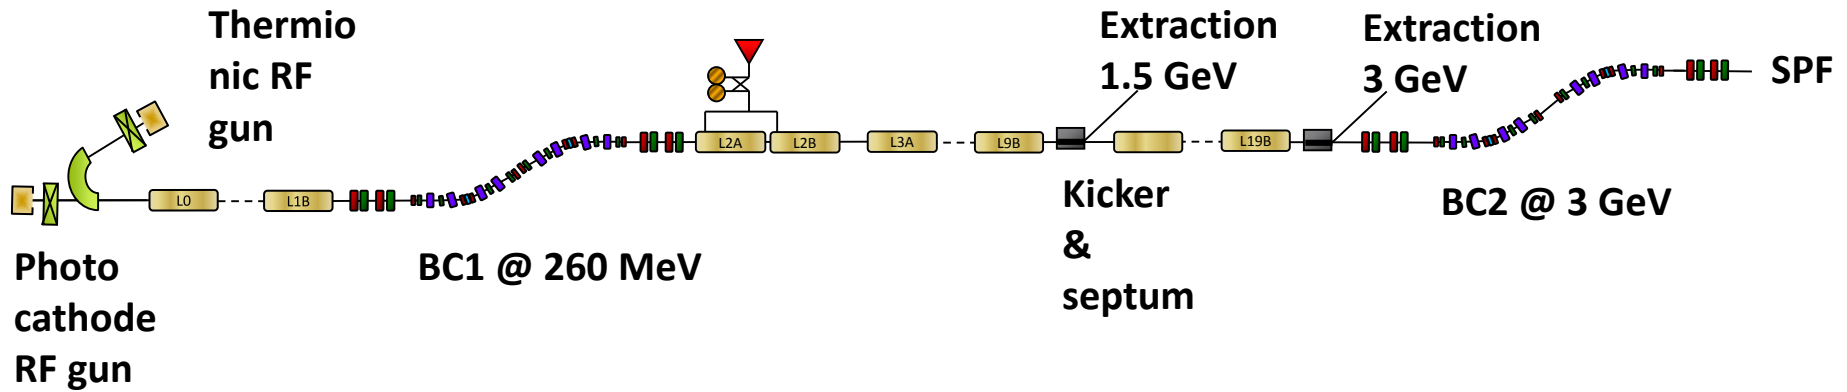 Thermio
nic RF
gun
Extraction
1.5 GeV
Extraction
3 GeV
SPF
L2A
L2B
L3A
L9B
L19B
L0
L1B
Kicker
&
septum
BC2 @ 3 GeV
Photo
cathode
RF gun
BC1 @ 260 MeV